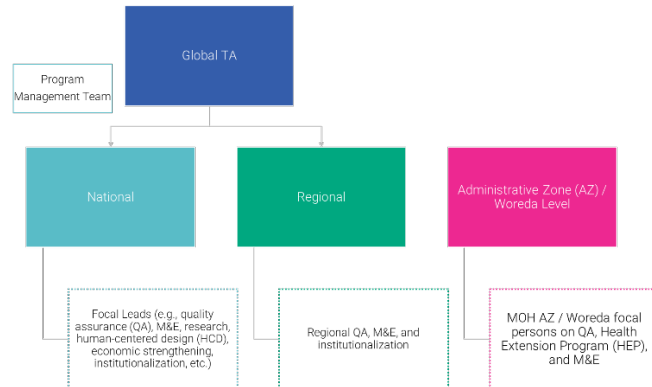 Global TA
Program
Management Team
National
Regional
Administrative Zone (AZ) /
Woreda Level
Focal Leads (e.g., quality
assurance (QA), M&E, research,
human-centered design (HCD),
economic strengthening,
institutionalization, etc.)
Regional QA, M&E, and
institutionalization
MOH AZ / Woreda focal
persons on QA, Health
Extension Program (HEP),
and M&E